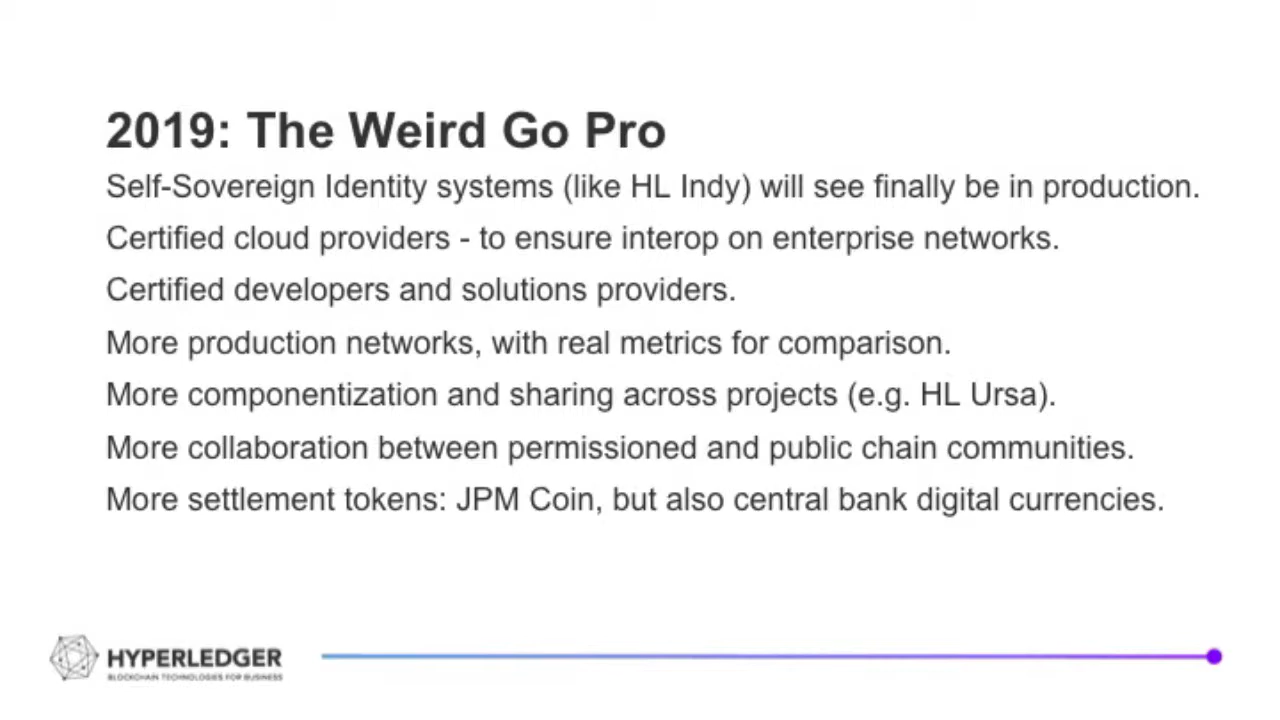 2019: The Weird Go Pro
Self-Sovereign Identity systems (like HL Indy) will see finally be in production.
Certified cloud providers - to ensure interop on enterprise networks.
Certified developers and solutions providers.
More production networks, with real metrics for comparison.
More componentization and sharing across projects (e.g. HL Ursa).
More collaboration between permissioned and public chain communities.
More settlement tokens: JPM Coin, but also central bank digital currencies.
HYPERLEDGER
BLOCKCHAIN TECHNOLOGIES FOR BUSINESS